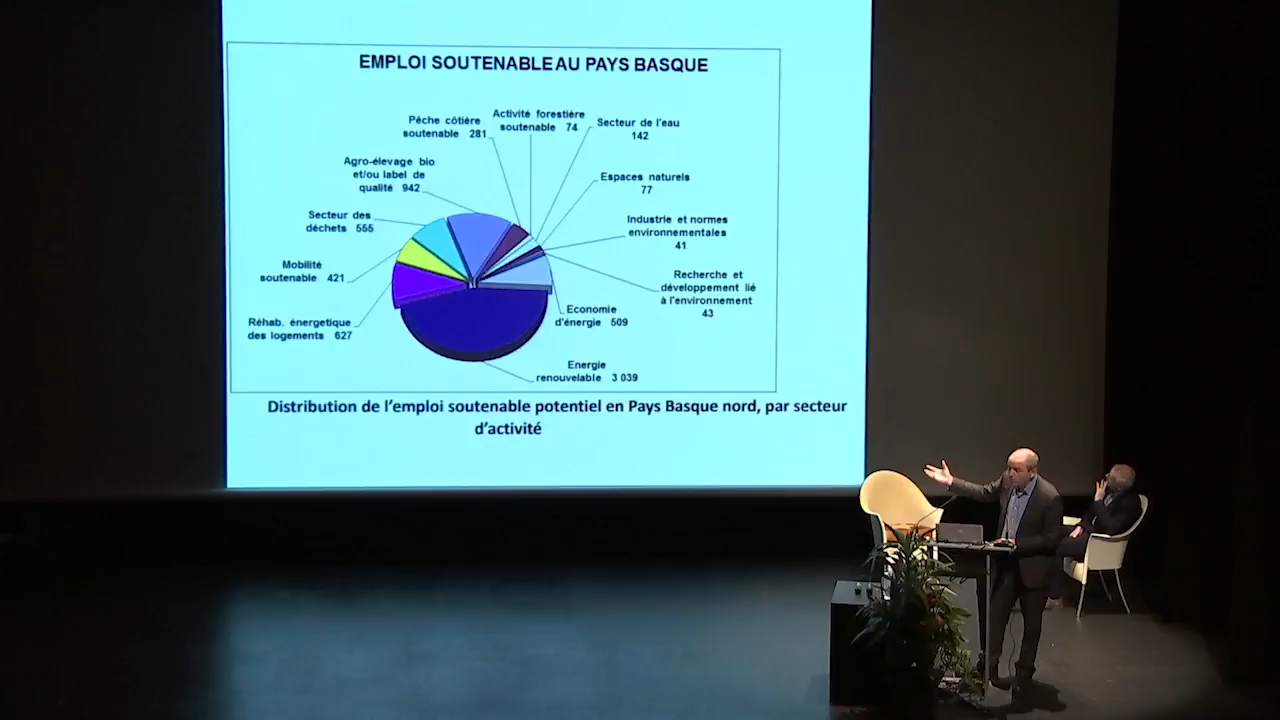 EMPLOI SOUTENABLE AU PAYS BASQUE
Pêche côtière
soutenable 281
Activité forestière
soutenable 74
Secteur de l'eau
142
Agro-élevage bio
et/ou label de
qualité 942
Espaces naturels
77
Secteur des
déchets 555
Industrie et normes
environnementales
41
Mobilité
soutenable 421
Recherche et
développement lié
à l'environnement
43
Réhab. énergetique
des logements 627
Economie
d'énergie 509
Energie
renouvelable 3 039
Distribution de l'emploi soutenable potentiel en Pays Basque nord, par secteur
d'activité